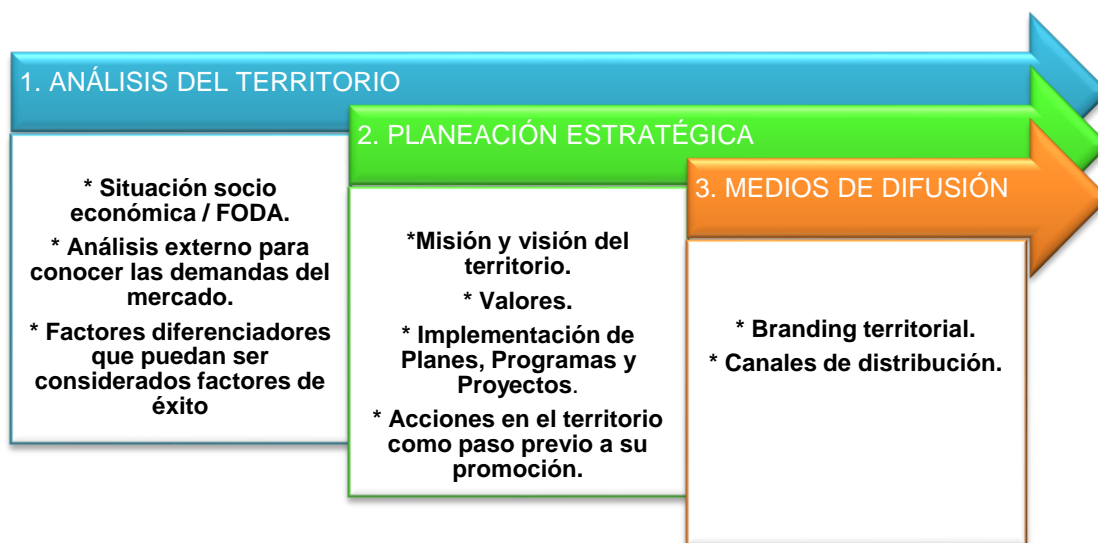 1. ANÁLISIS DEL TERRITORIO
* Situación socio
económica / FODA.
* Análisis externo para
conocer las demandas del
mercado.
* Factores diferenciadores
que puedan ser
considerados factores de
éxito
2. PLANEACIÓN ESTRATÉGICA
*Misión y visión del
territorio.
* Valores.
* Implementación de
Planes, Programas y
Proyectos.
* Acciones en el territorio
como paso previo a su
promoción.
3. MEDIOS DE DIFUSIÓN
* Branding territorial.
* Canales de distribución.